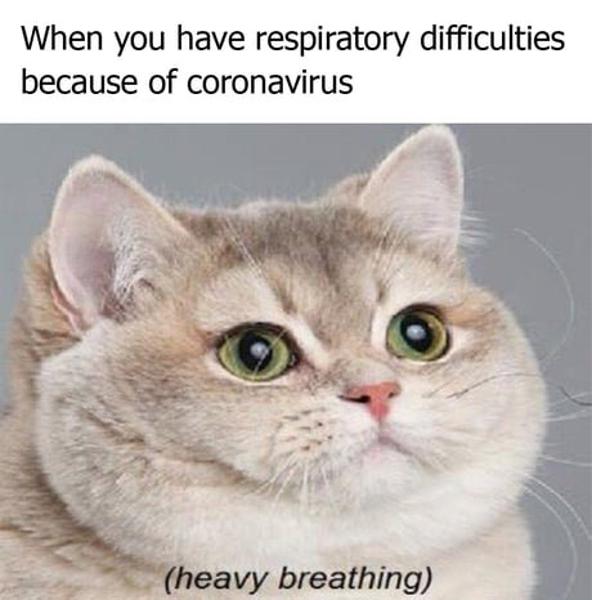 When you have respiratory difficulties
because of coronavirus
(heavy breathing)